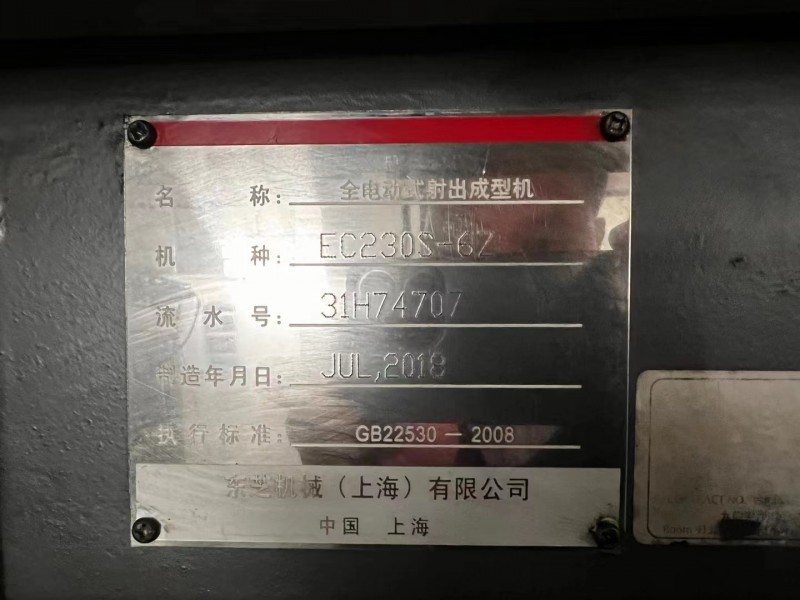 名 称: 全电动式射出成型机
机 种: EC230S-6Z
流 水 号: 31H74707
制造年月日: JUL,2018
执行标准: GB22530-2008
东芝机械(上海)有限公司
中国 上海